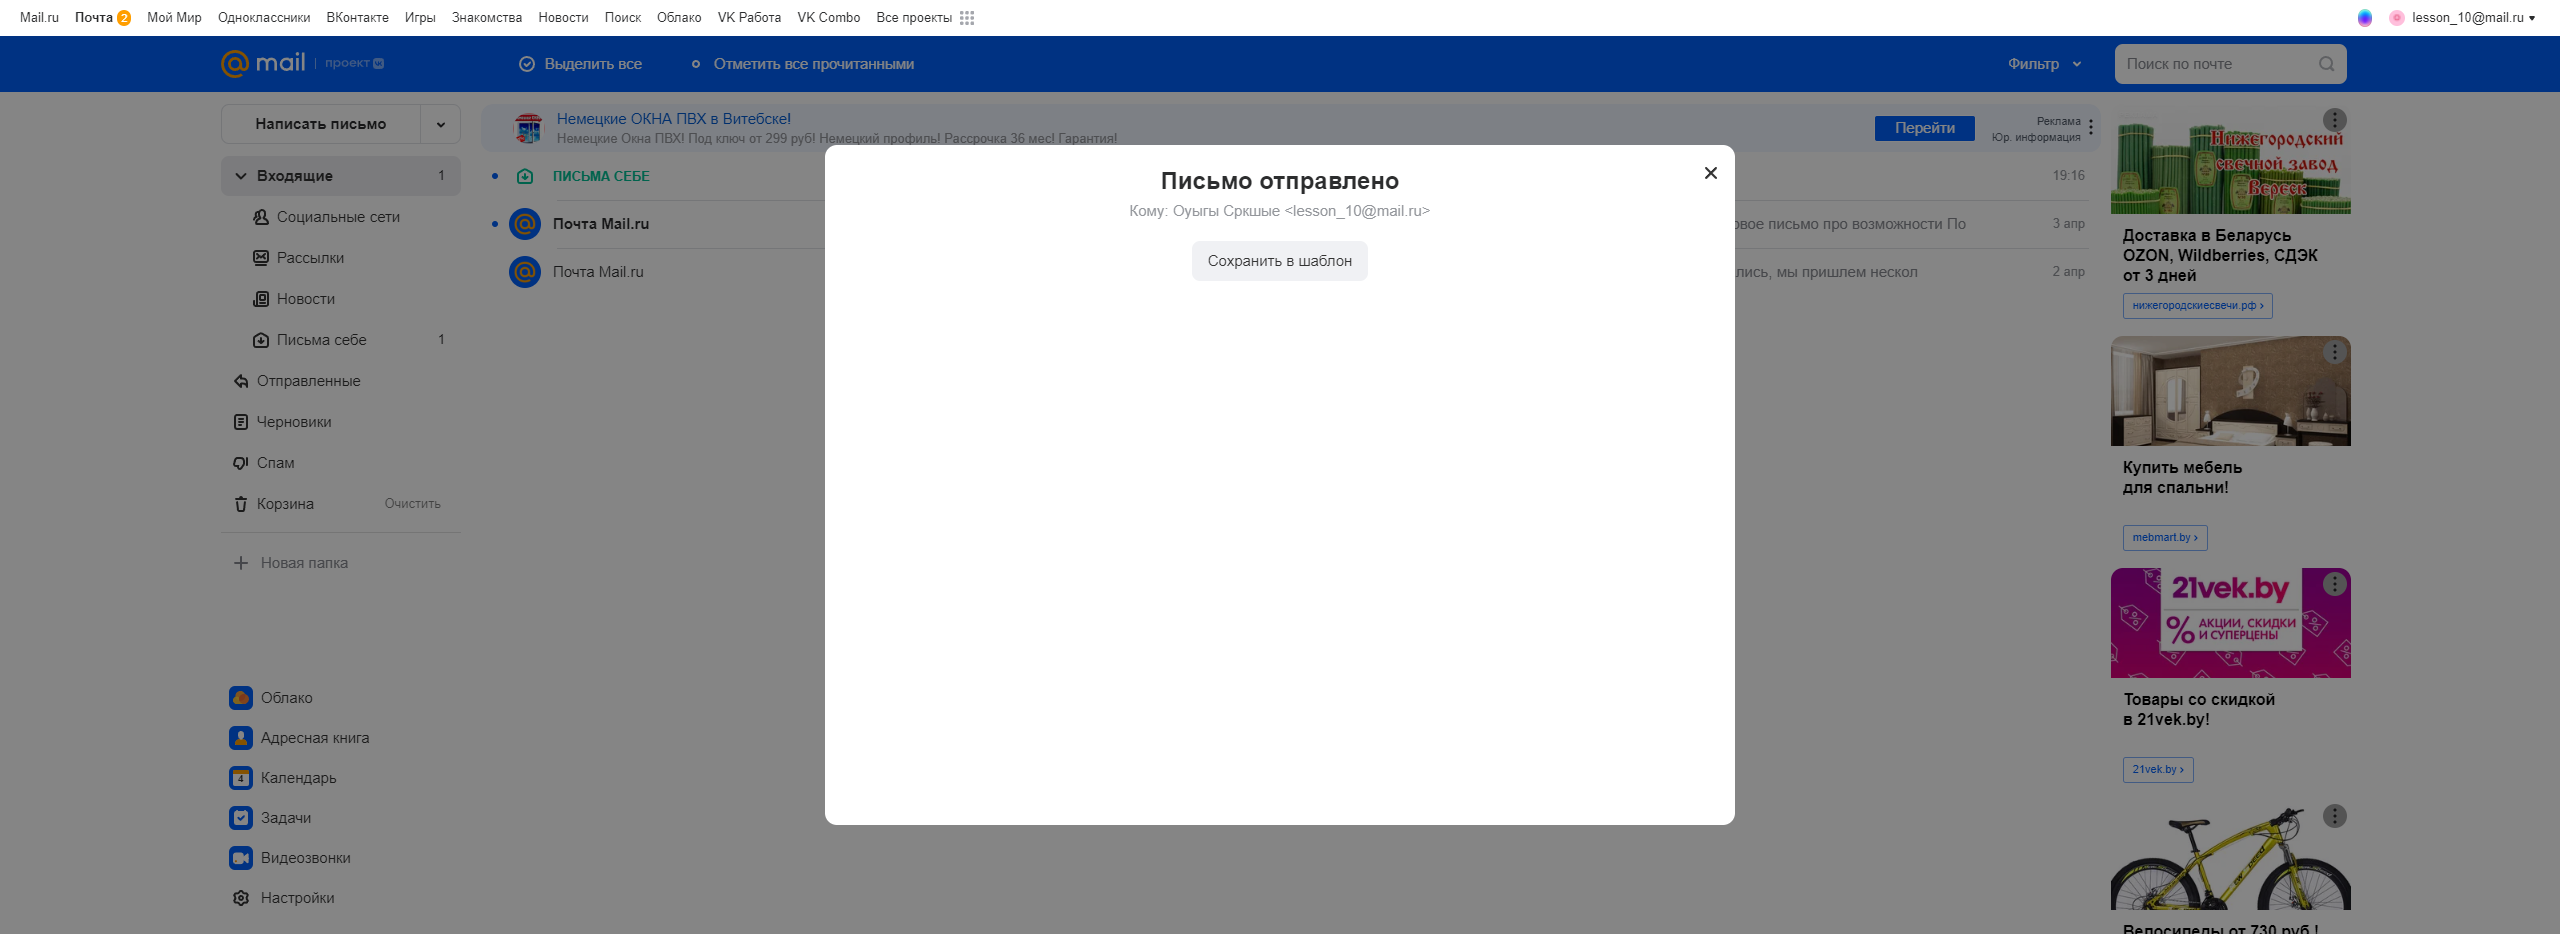 Mail.ru Почта 2 Мой Мир Одноклассники ВКонтакте Игры Знакомства Новости Поиск Облако VK Работа VK Combo Все проекты lesson_10@mail.ru
mail проект Выделить все Отметить все прочитанными Фильтр Поиск по почте
Написать письмо
Входящие 1
Социальные сети
Рассылки
Новости
Письма себе 1
Отправленные
Черновики
Спам
Корзина Очистить
Новая папка
Облако
Адресная книга
4 Календарь
Задачи
Видеозвонки
Настройки
Немецкие ОКНА ПВХ в Витебске!
Немецкие Окна ПВХ! Под ключ от 299 руб! Немецкий профиль! Рассрочка 36 мес! Гарантия!
Перейти
Реклама
Юр. информация
ПИСЬМА СЕБЕ 19:16
Почта Mail.ru вое письмо про возможности По 3 апр
Почта Mail.ru лись, мы пришлем нескол 2 апр
Письмо отправлено
Кому: Оуыгы Сркшые <lesson_10@mail.ru>
Сохранить в шаблон
Нижегородский
свечной завод
Вереск
Доставка в Беларусь
OZON, Wildberries, СДЭК
от 3 дней
нижегородскиесвечи.рф ›
Купить мебель
для спальни!
mebmart.by ›
21vek.by
% АКЦИИ, СКИДКИ
И СУПЕРЦЕНЫ
Товары со скидкой
в 21vek.by!
21vek.by ›
Велосипеды от 730 руб.!